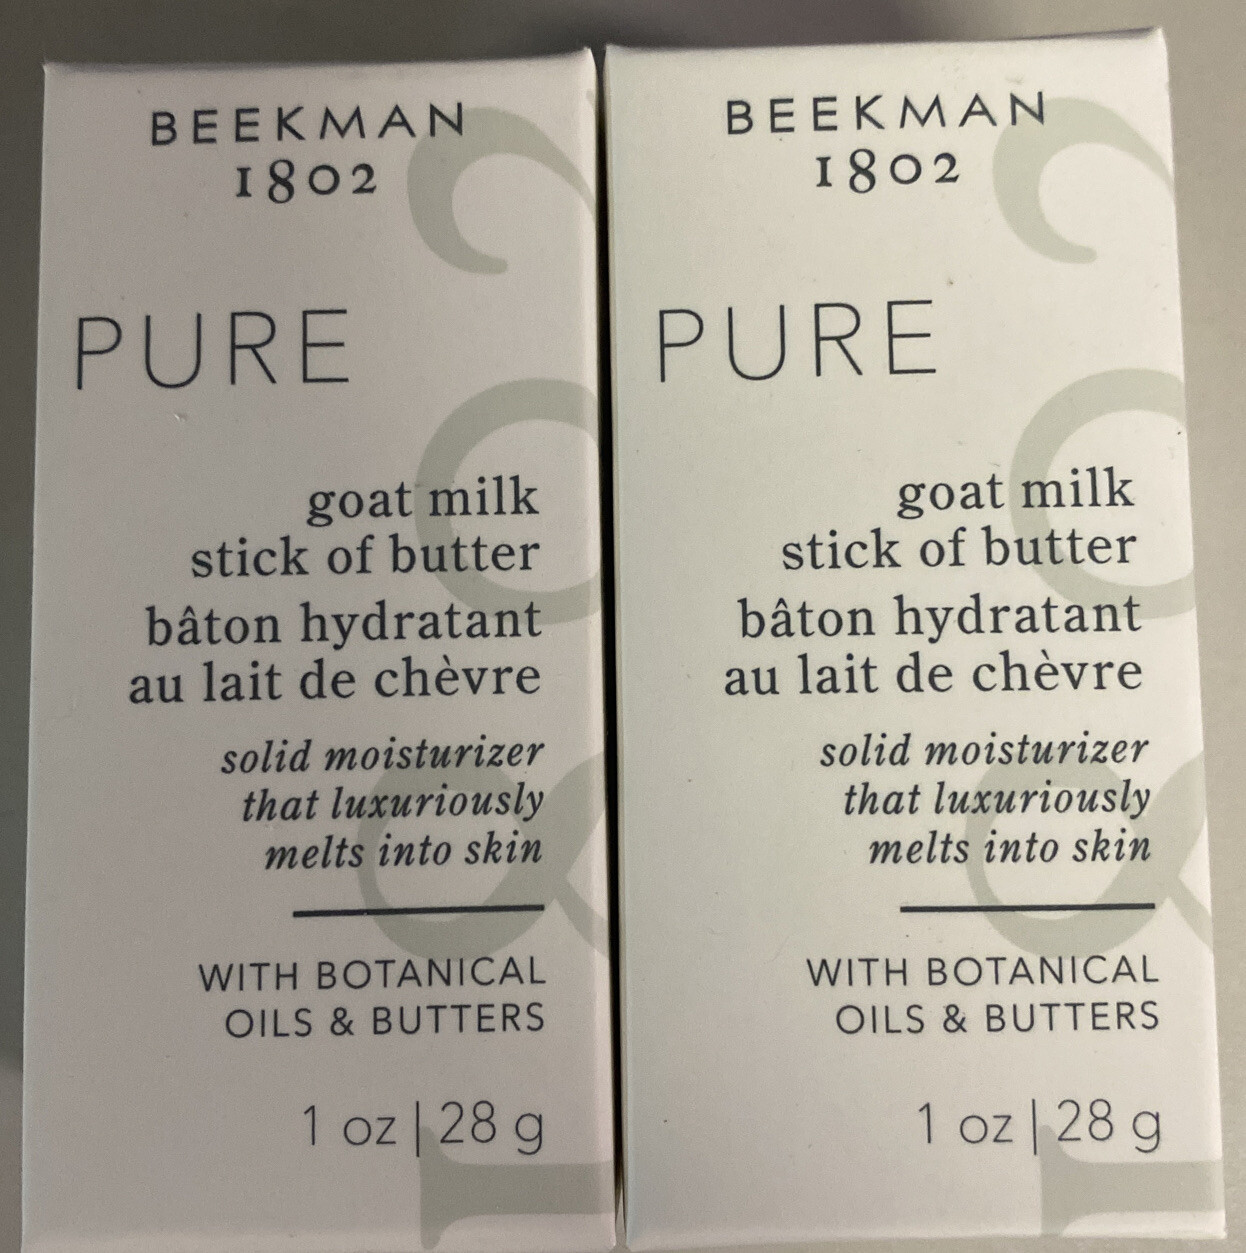 BEEKMAN
1802
PURE
goat milk
stick of butter
bâton hydratant
au lait de chèvre
solid moisturizer
that luxuriously
melts into skin
WITH BOTANICAL
OILS & BUTTERS
1 oz | 28 g
BEEKMAN
1802
PURE
goat milk
stick of butter
bâton hydratant
au lait de chèvre
solid moisturizer
that luxuriously
melts into skin
WITH BOTANICAL
OILS & BUTTERS
1 oz | 28 g